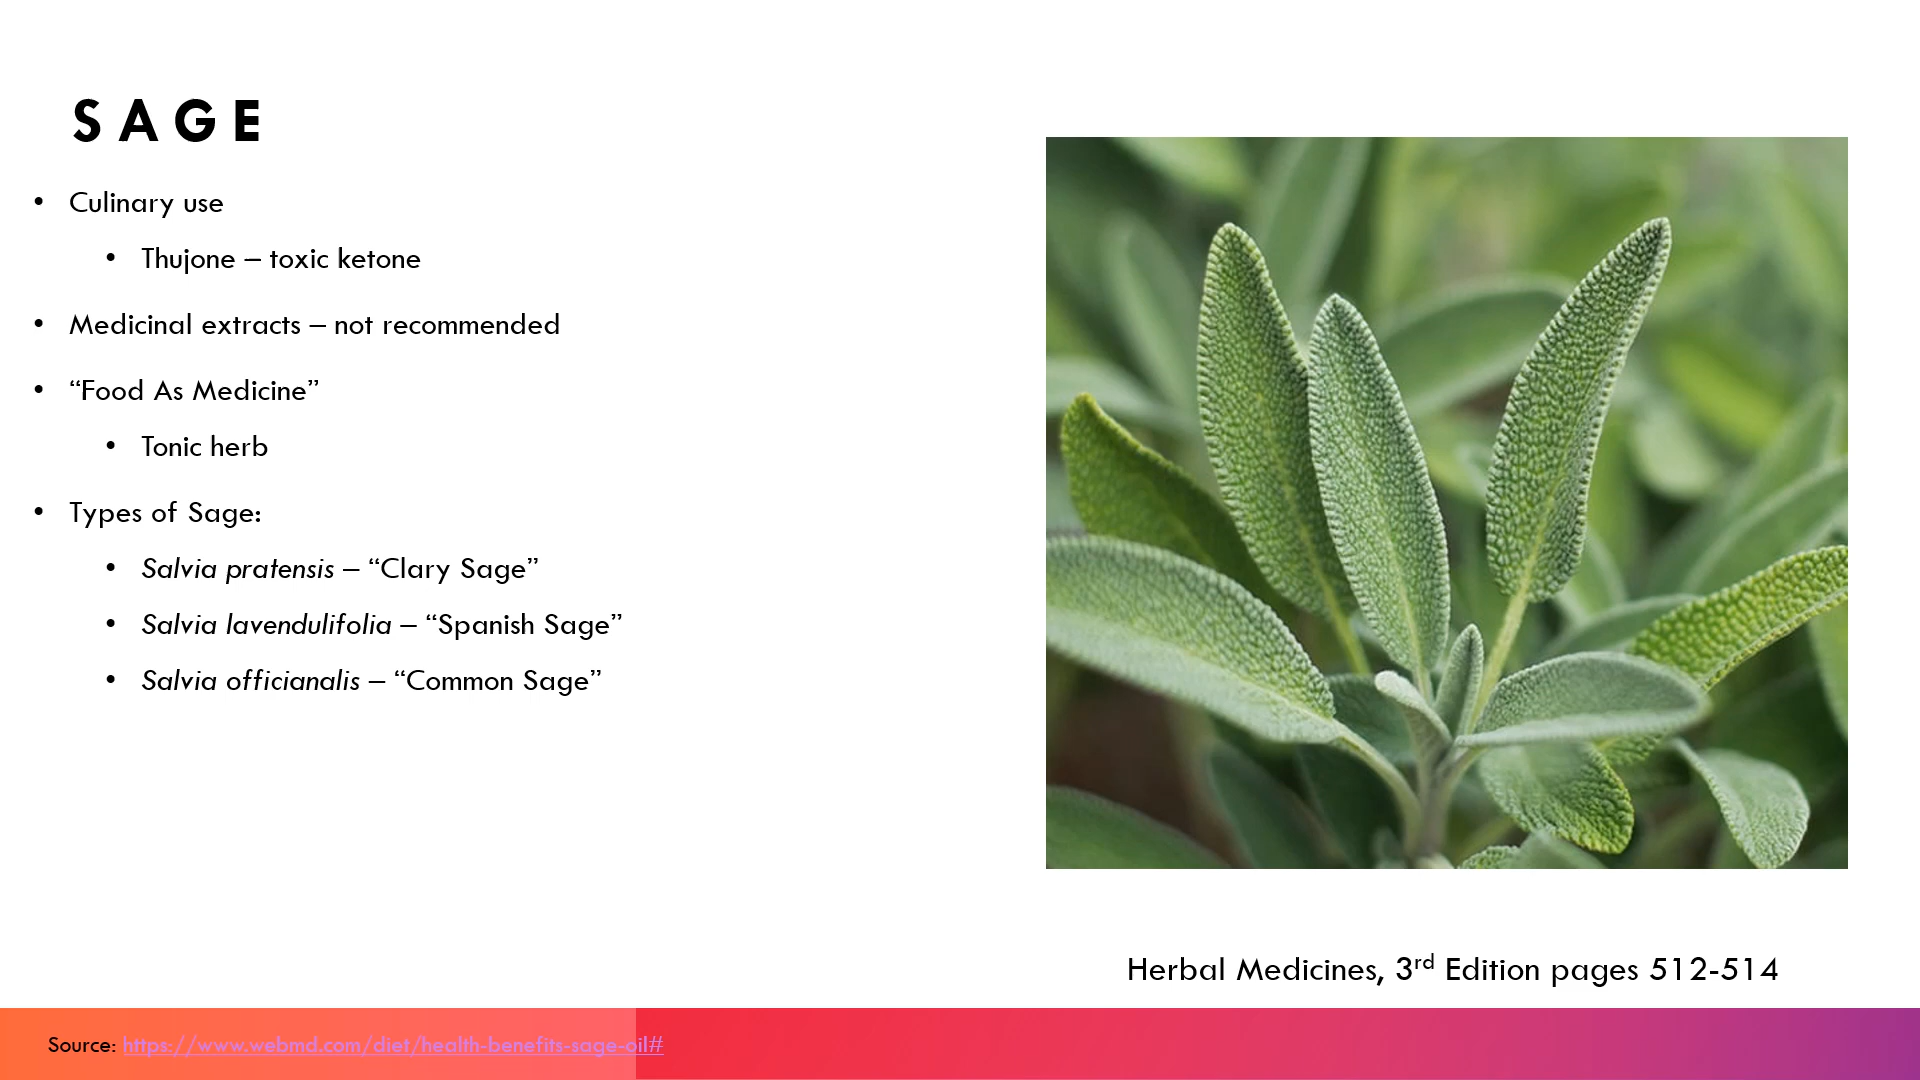 SAGE
• Culinary use
• Thujone – toxic ketone
• Medicinal extracts – not recommended
• “Food As Medicine”
• Tonic herb
• Types of Sage:
• Salvia pratensis – “Clary Sage”
• Salvia lavendulifolia – “Spanish Sage”
• Salvia officianalis – “Common Sage”
Herbal Medicines, 3rd Edition pages 512-514
Source: https://www.webmd.com/diet/health-benefits-sage-oil#